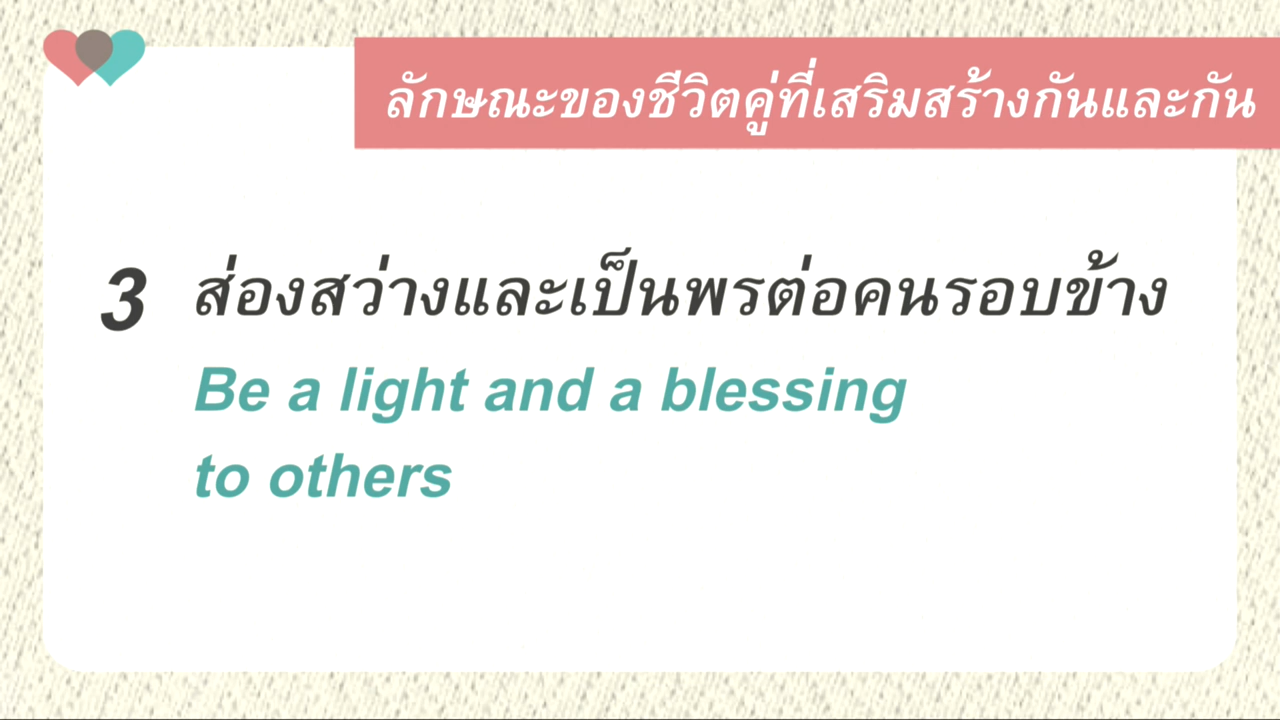 ลักษณะของชีวิตคู่ที่เสริมสร้างกันและกัน
3 ส่องสว่างและเป็นพรต่อคนรอบข้าง
Be a light and a blessing
to others